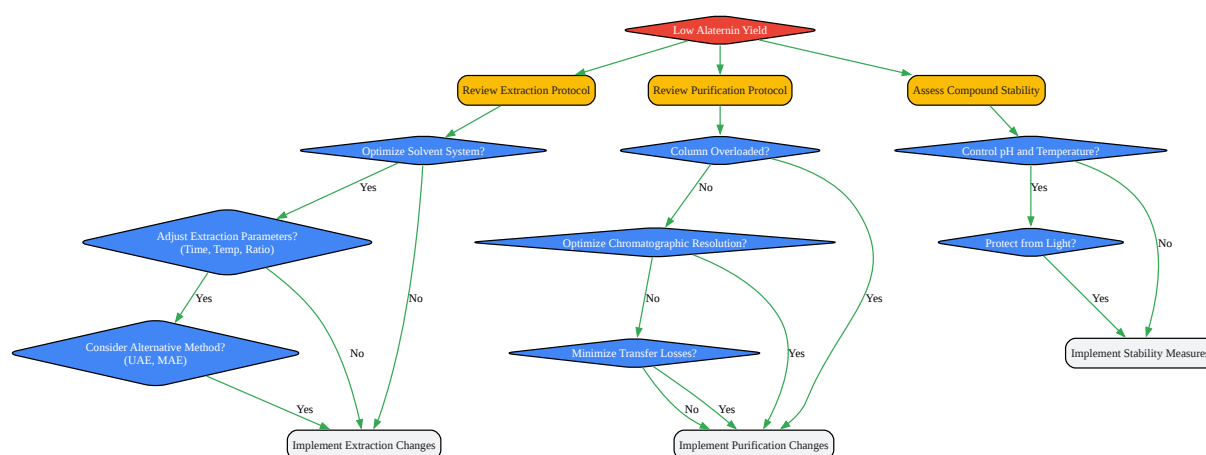 Low Alaternin Yield
Review Extraction Protocol
Review Purification Protocol
Assess Compound Stability
Optimize Solvent System?
Column Overloaded?
Control pH and Temperature?
Yes
No
Yes
Adjust Extraction Parameters?
(Time, Temp, Ratio)
Optimize Chromatographic Resolution?
Protect from Light?
No
Yes
No
No
Yes
Yes
Consider Alternative Method?
(UAE, MAE)
No
Minimize Transfer Losses?
Yes
Implement Stability Measures
Yes
No
Yes
Implement Extraction Changes
Implement Purification Changes